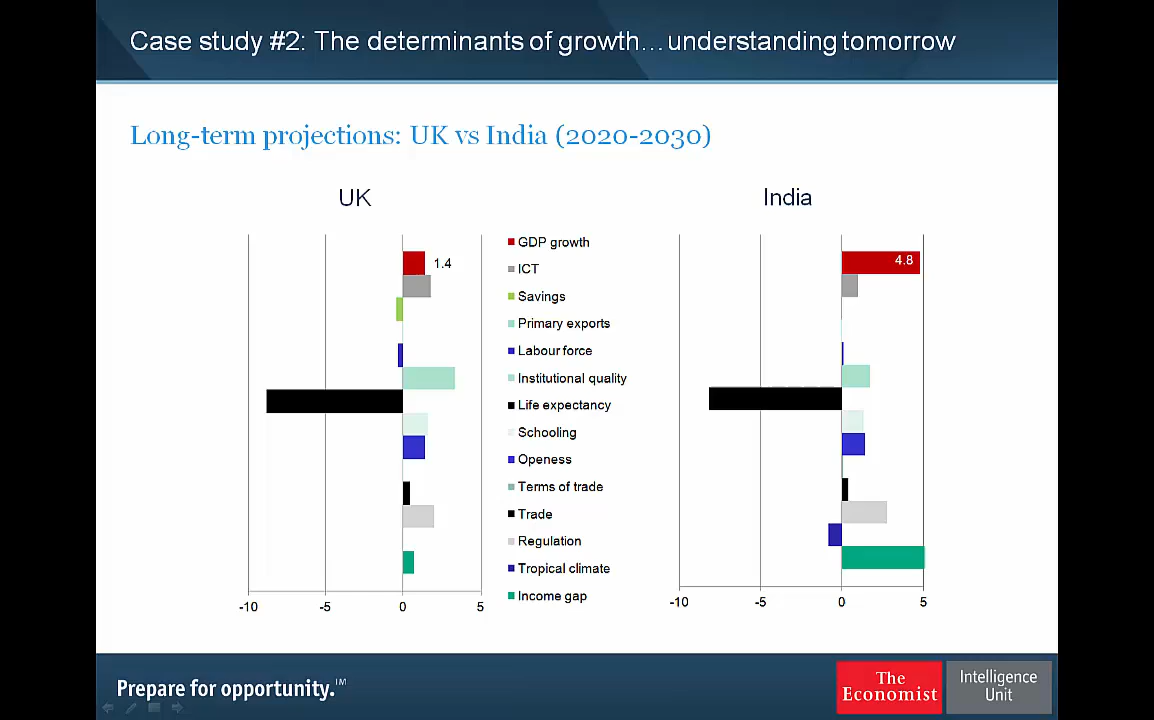 Case study #2: The determinants of growth… understanding tomorrow
Long-term projections: UK vs India (2020-2030)
UK
India
1.4
4.8
GDP growth
ICT
Savings
Primary exports
Labour force
Institutional quality
Life expectancy
Schooling
Openess
Terms of trade
Trade
Regulation
Tropical climate
Income gap
-10 -5 0 5
-10 -5 0 5
Prepare for opportunity.™
The
Economist
Intelligence
Unit